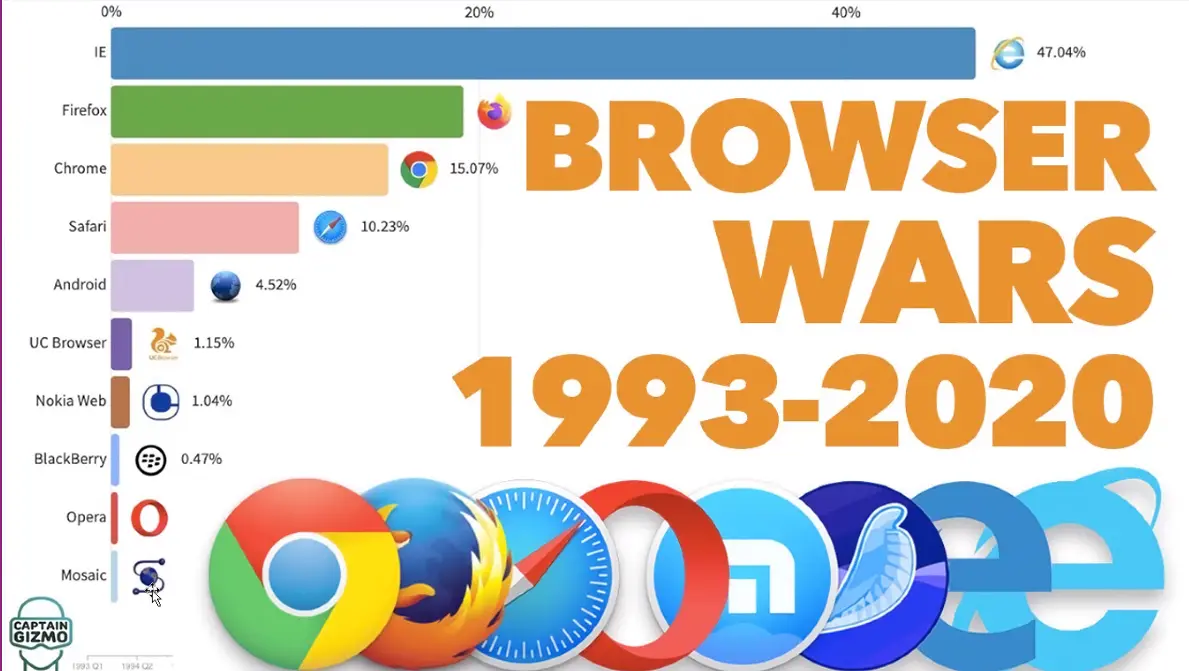 0% 20% 40%
IE 47.04%
Firefox
BROWSER
Chrome 15.07%
Safari 10.23%
WARS
Android 4.52%
UC Browser UC Browser 1.15%
Nokia Web 1.04%
1993-2020
BlackBerry 0.47%
Opera
Mosaic
CAPTAIN
GIZMO
1993 Q1 1994 Q2